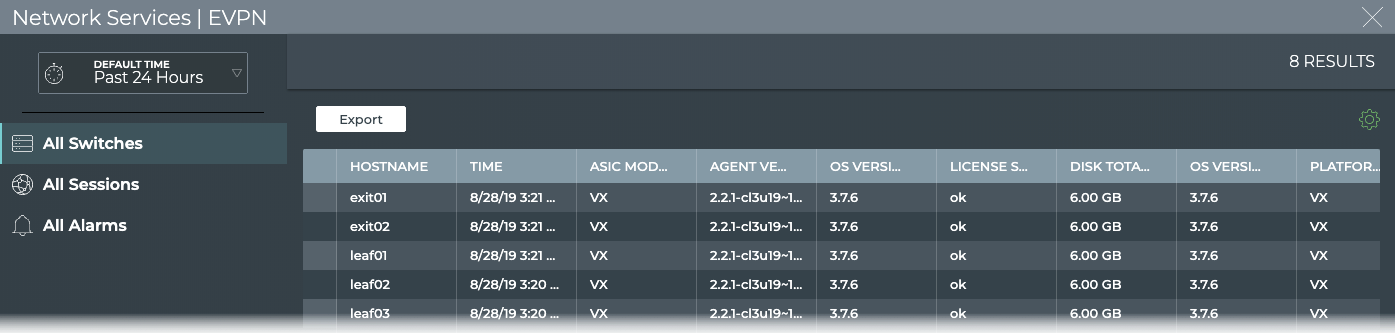 Network Services | EVPN
DEFAULT TIME
Past 24 Hours
8 RESULTS
All Switches
All Sessions
All Alarms
Export
HOSTNAME TIME ASIC MOD... AGENT VE... OS VERSI... LICENSE S... DISK TOTA... OS VERSI... PLATFOR...
exit01 8/28/19 3:21 ... VX 2.2.1-cl3u19~1... 3.7.6 ok 6.00 GB 3.7.6 VX
exit02 8/28/19 3:21 ... VX 2.2.1-cl3u19~1... 3.7.6 ok 6.00 GB 3.7.6 VX
leaf01 8/28/19 3:21 ... VX 2.2.1-cl3u19~1... 3.7.6 ok 6.00 GB 3.7.6 VX
leaf02 8/28/19 3:20 ... VX 2.2.1-cl3u19~1... 3.7.6 ok 6.00 GB 3.7.6 VX
leaf03 8/28/19 3:20 ... VX 2.2.1-cl3u19~1... 3.7.6 ok 6.00 GB 3.7.6 VX